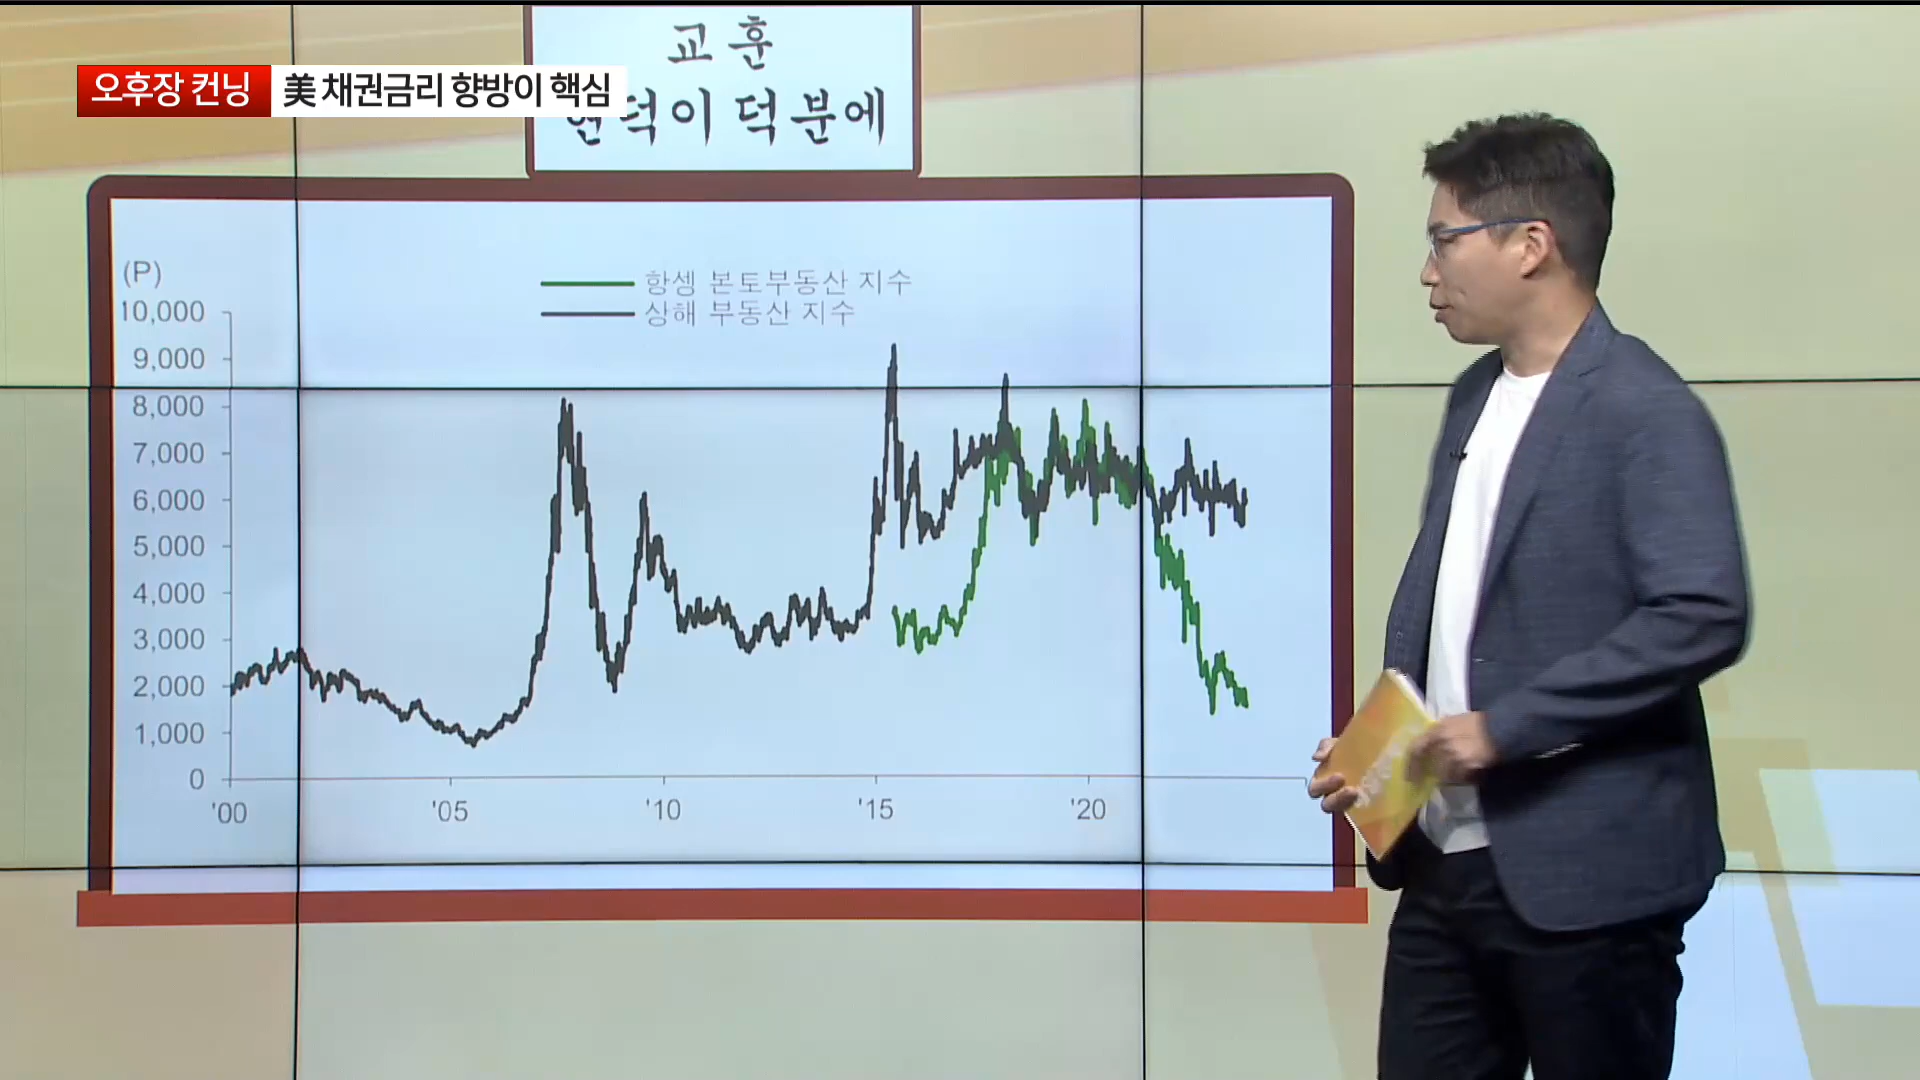 교훈
오후장 컨닝 美 채권금리 향방이 핵심
현덕이 덕분에
(P)
항셍 본토부동산 지수
상해 부동산 지수
10,000
9,000
8,000
7,000
6,000
5,000
4,000
3,000
2,000
1,000
0
'00 '05 '10 '15 '20